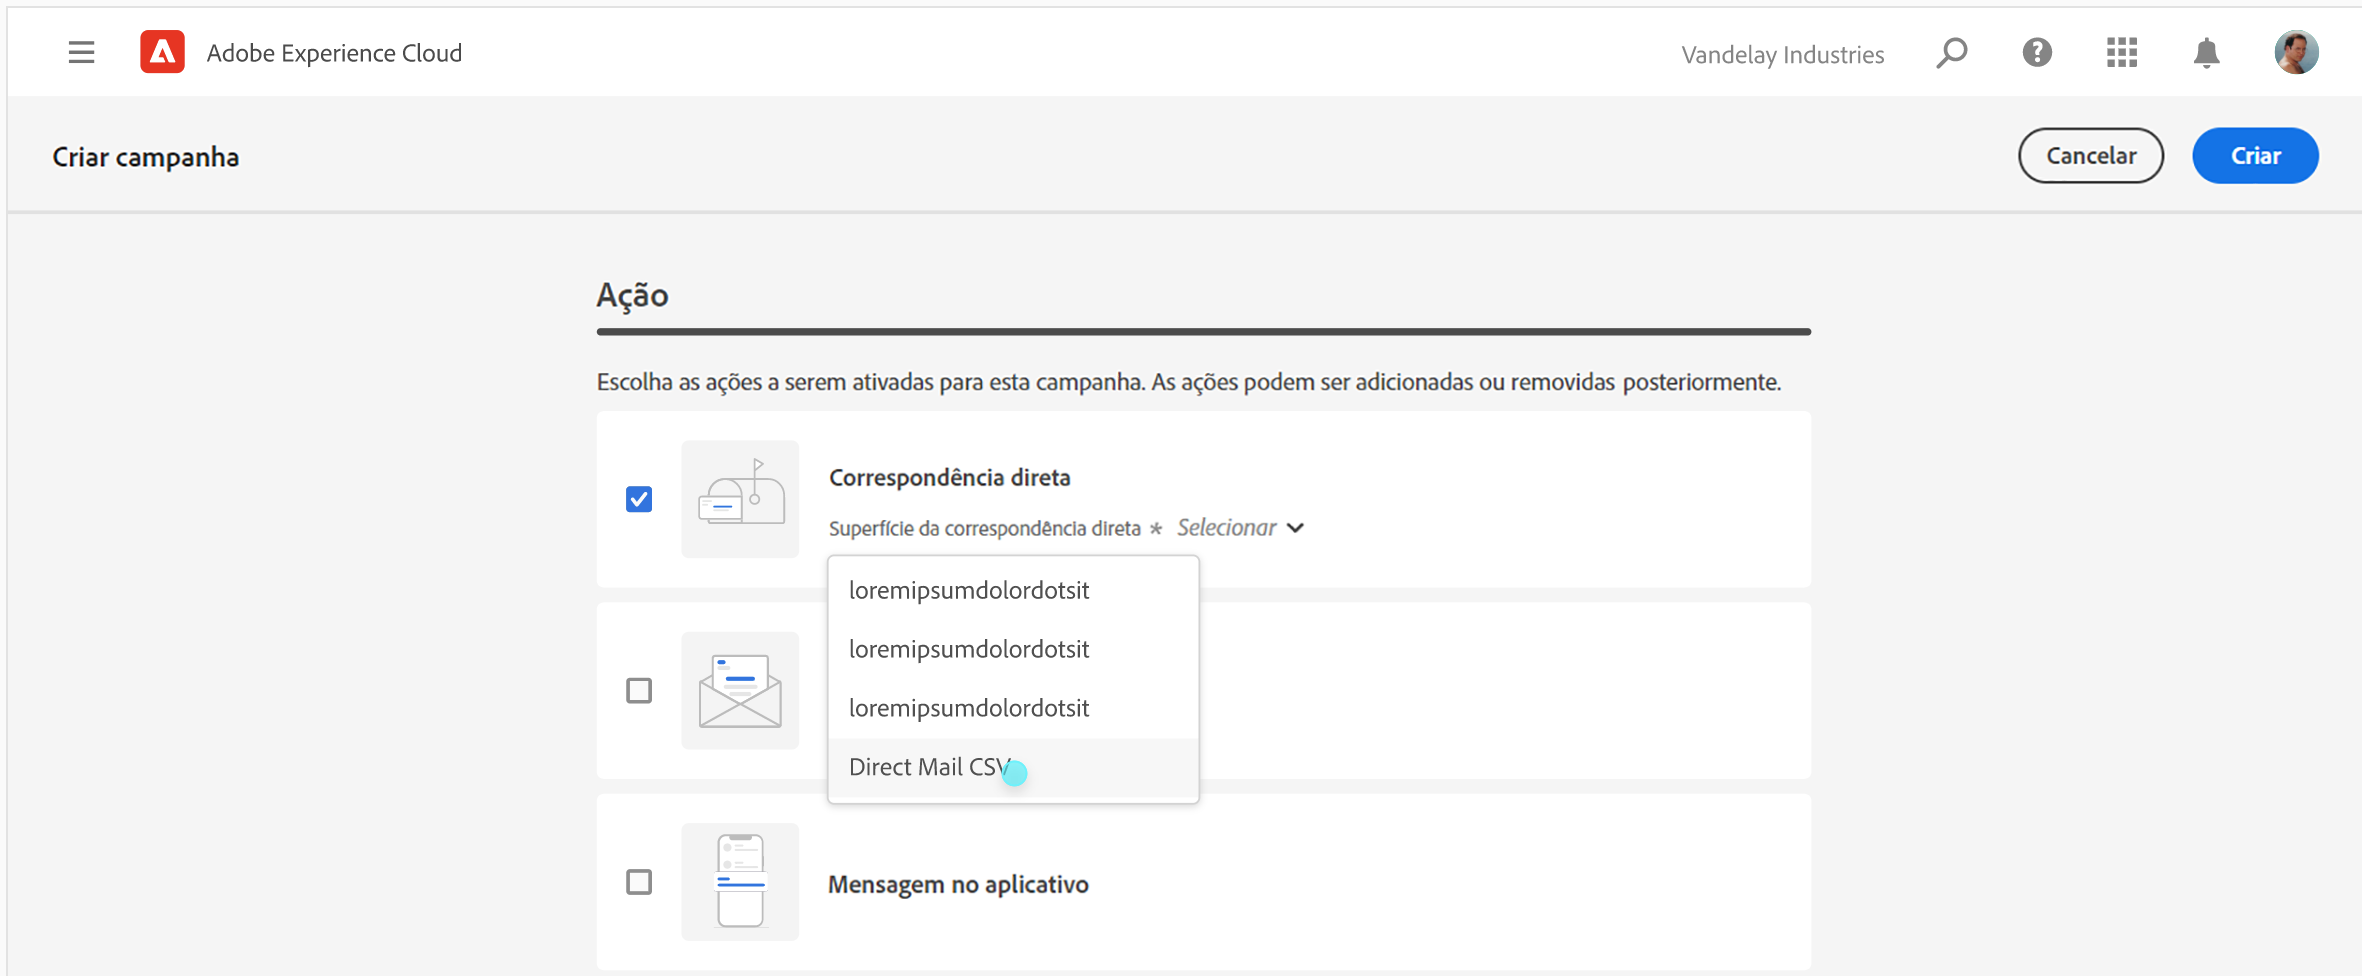 Adobe Experience Cloud
Vandelay Industries
Criar campanha
Cancelar
Criar
Ação
Escolha as ações a serem ativadas para esta campanha. As ações podem ser adicionadas ou removidas posteriormente.
Correspondência direta
Superfície da correspondência direta * Selecionar
loremipsumdolordotsit
loremipsumdolordotsit
loremipsumdolordotsit
Direct Mail CSV
Mensagem no aplicativo